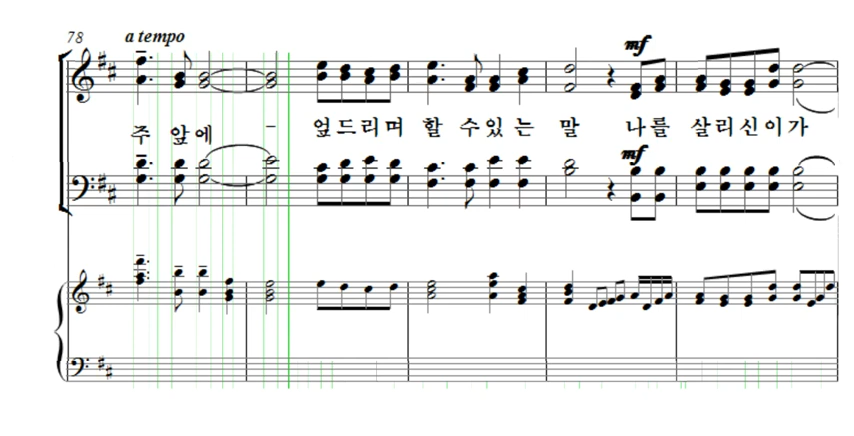 78 a tempo
mf
주 앞에 - 엎드리며 할 수있 는 말 나를 살리신이가
mf